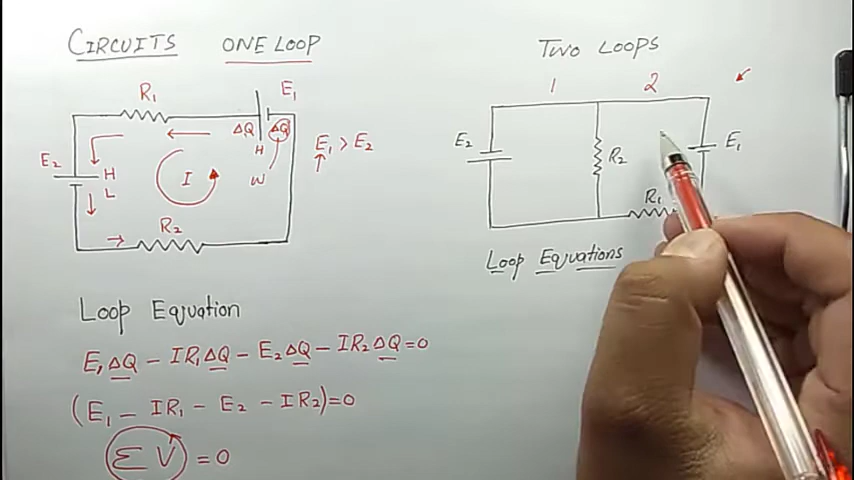 CIRCUITS ONE LOOP
R₁
E₁
ΔQ ΔQ
H
W
E₁ > E₂
E₂
H
L
I
R₂
Loop Equation
E₁ΔQ - IR₁ΔQ - E₂ΔQ - IR₂ΔQ = 0
(E₁ - IR₁ - E₂ - IR₂) = 0
ΣV = 0
TWO LOOPS
1 2
E₂
R₂
E₁
R₁
Loop Equations